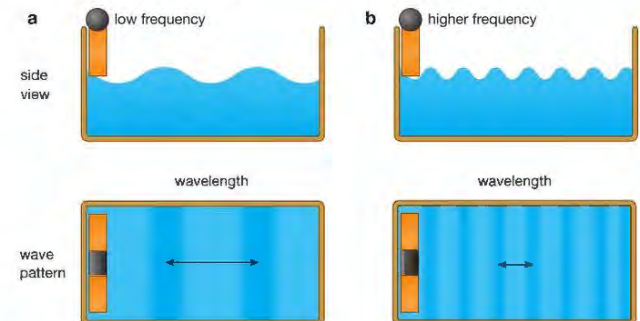 a
low frequency
b
higher frequency
side
view
wavelength
wavelength
wave
pattern